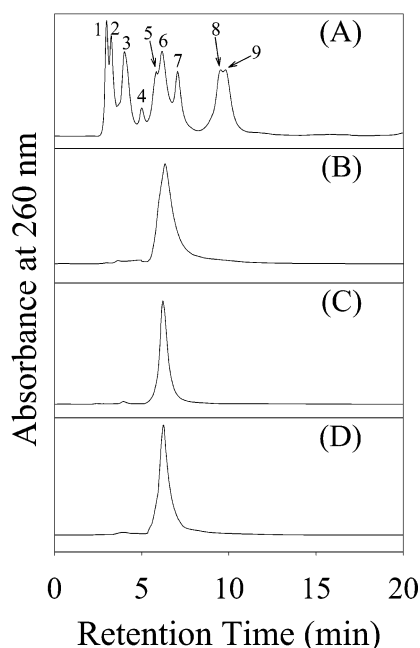 (A)
1 2 3 4 5 6 7 8 9
(B)
(C)
(D)
Absorbance at 260 nm
0 5 10 15 20
Retention Time (min)